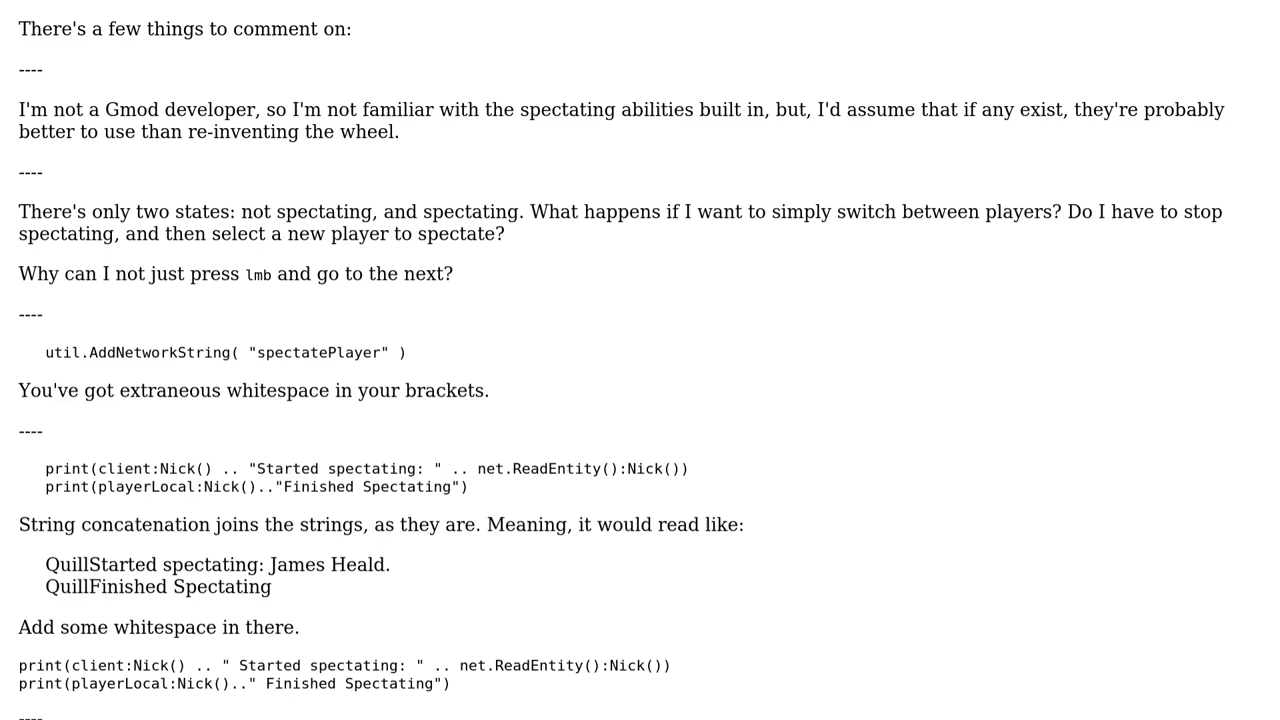 There's a few things to comment on:
----
I'm not a Gmod developer, so I'm not familiar with the spectating abilities built in, but, I'd assume that if any exist, they're probably
better to use than re-inventing the wheel.
----
There's only two states: not spectating, and spectating. What happens if I want to simply switch between players? Do I have to stop
spectating, and then select a new player to spectate?
Why can I not just press lmb and go to the next?
----
util.AddNetworkString( "spectatePlayer" )
You've got extraneous whitespace in your brackets.
----
print(client:Nick() .. "Started spectating: " .. net.ReadEntity():Nick())
print(playerLocal:Nick().."Finished Spectating")
String concatenation joins the strings, as they are. Meaning, it would read like:
QuillStarted spectating: James Heald.
QuillFinished Spectating
Add some whitespace in there.
print(client:Nick() .. " Started spectating: " .. net.ReadEntity():Nick())
print(playerLocal:Nick().." Finished Spectating")
----